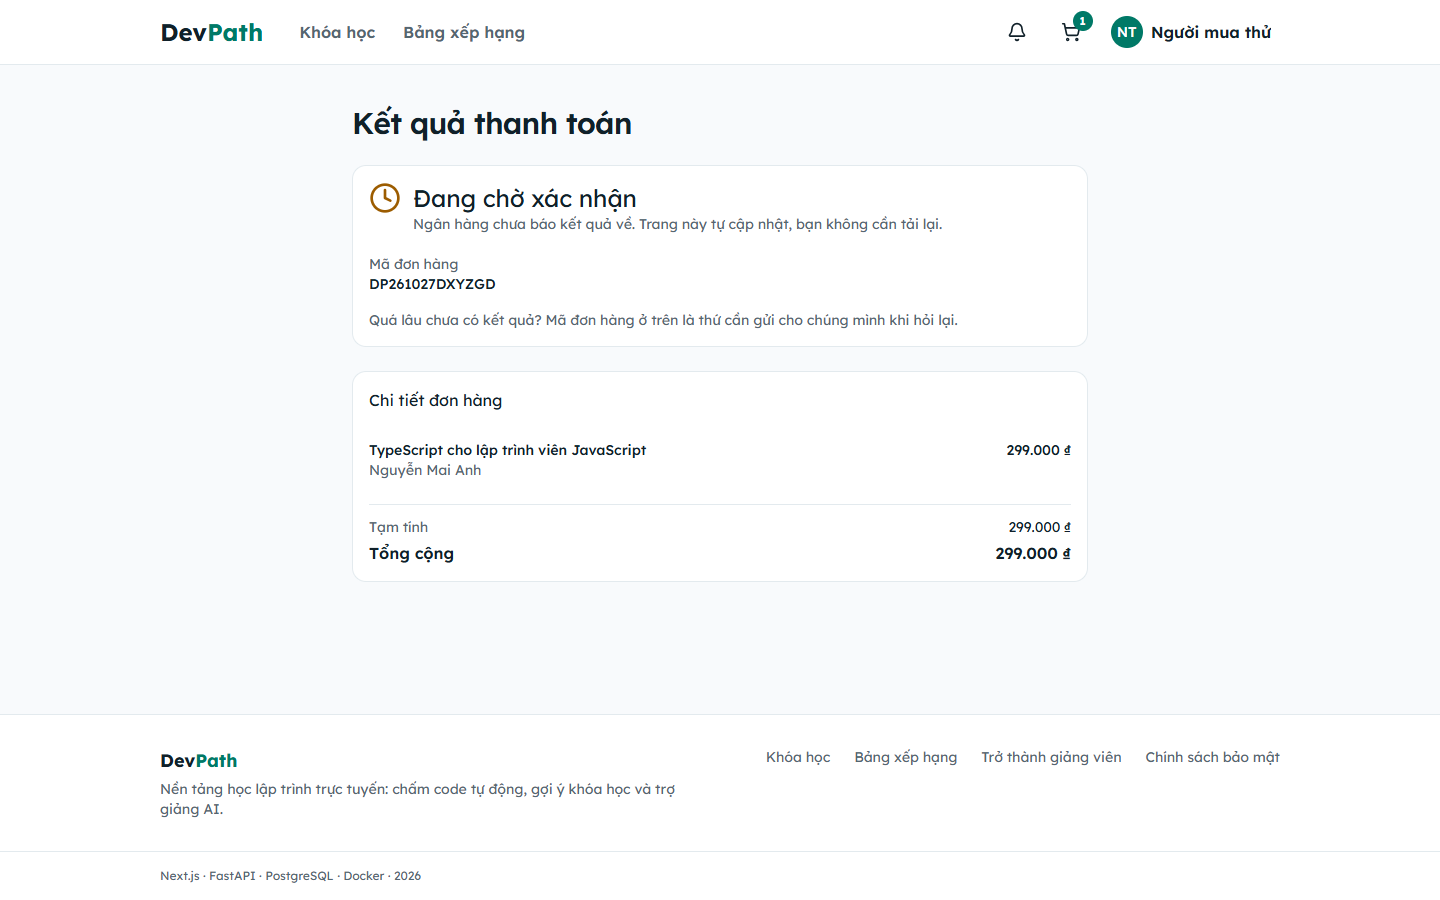 DevPath
Khóa học
Bảng xếp hạng
1
NT
Người mua thử
Kết quả thanh toán
Đang chờ xác nhận
Ngân hàng chưa báo kết quả về. Trang này tự cập nhật, bạn không cần tải lại.
Mã đơn hàng
DP261027DXYZGD
Quá lâu chưa có kết quả? Mã đơn hàng ở trên là thứ cần gửi cho chúng mình khi hỏi lại.
Chi tiết đơn hàng
TypeScript cho lập trình viên JavaScript 299.000 ₫
Nguyễn Mai Anh
Tạm tính 299.000 ₫
Tổng cộng 299.000 ₫
DevPath
Nền tảng học lập trình trực tuyến: chấm code tự động, gợi ý khóa học và trợ
giảng AI.
Khóa học
Bảng xếp hạng
Trở thành giảng viên
Chính sách bảo mật
Next.js · FastAPI · PostgreSQL · Docker · 2026